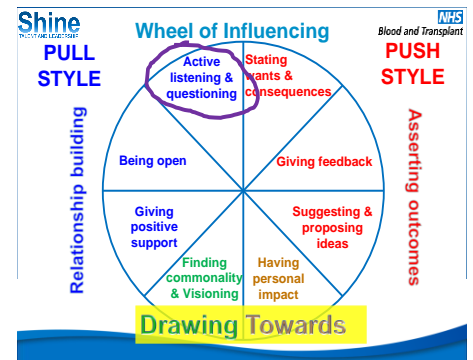 Shine
TALENT AND LEADERSHIP
Wheel of Influencing
NHS
Blood and Transplant
PULL
STYLE
PUSH
STYLE
Active
listening &
questioning
Stating
wants &
consequences
Relationship building
Asserting outcomes
Being open
Giving feedback
Giving
positive
support
Suggesting &
proposing
ideas
Finding
commonality
& Visioning
Having
personal
impact
Drawing Towards